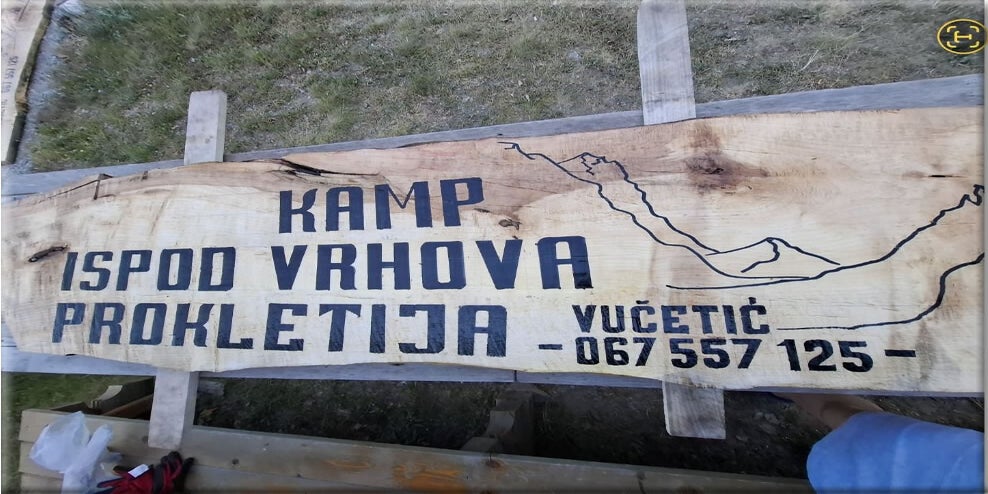 KAMP
ISPOD VRHOVA
PROKLETIJA
VUČETIĆ
- 067 557 125 -